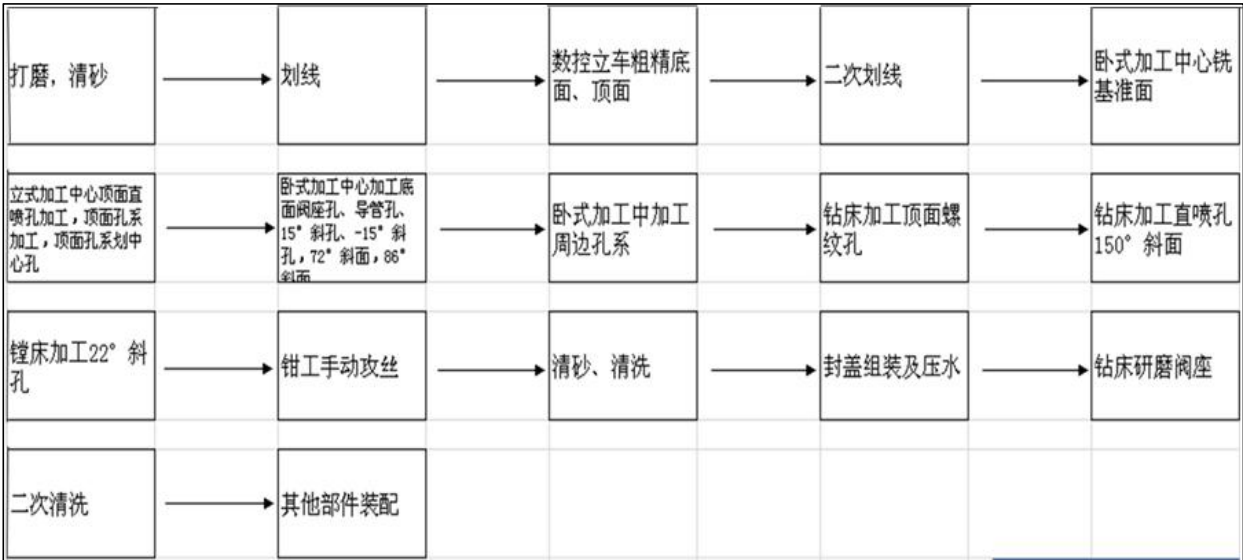 打磨，清砂
划线
数控立车粗精底
面、顶面
二次划线
卧式加工中心铣
基准面
立式加工中心顶面直
喷孔加工，顶面孔系
加工，顶面孔系划中
心孔
卧式加工中心加工底
面阀座孔、导管孔、
15° 斜孔、-15° 斜
孔，72° 斜面，86°
斜面
卧式加工中加工
周边孔系
钻床加工顶面螺
纹孔
钻床加工直喷孔
150° 斜面
镗床加工22° 斜
孔
钳工手动攻丝
清砂、清洗
封盖组装及压水
钻床研磨阀座
二次清洗
其他部件装配